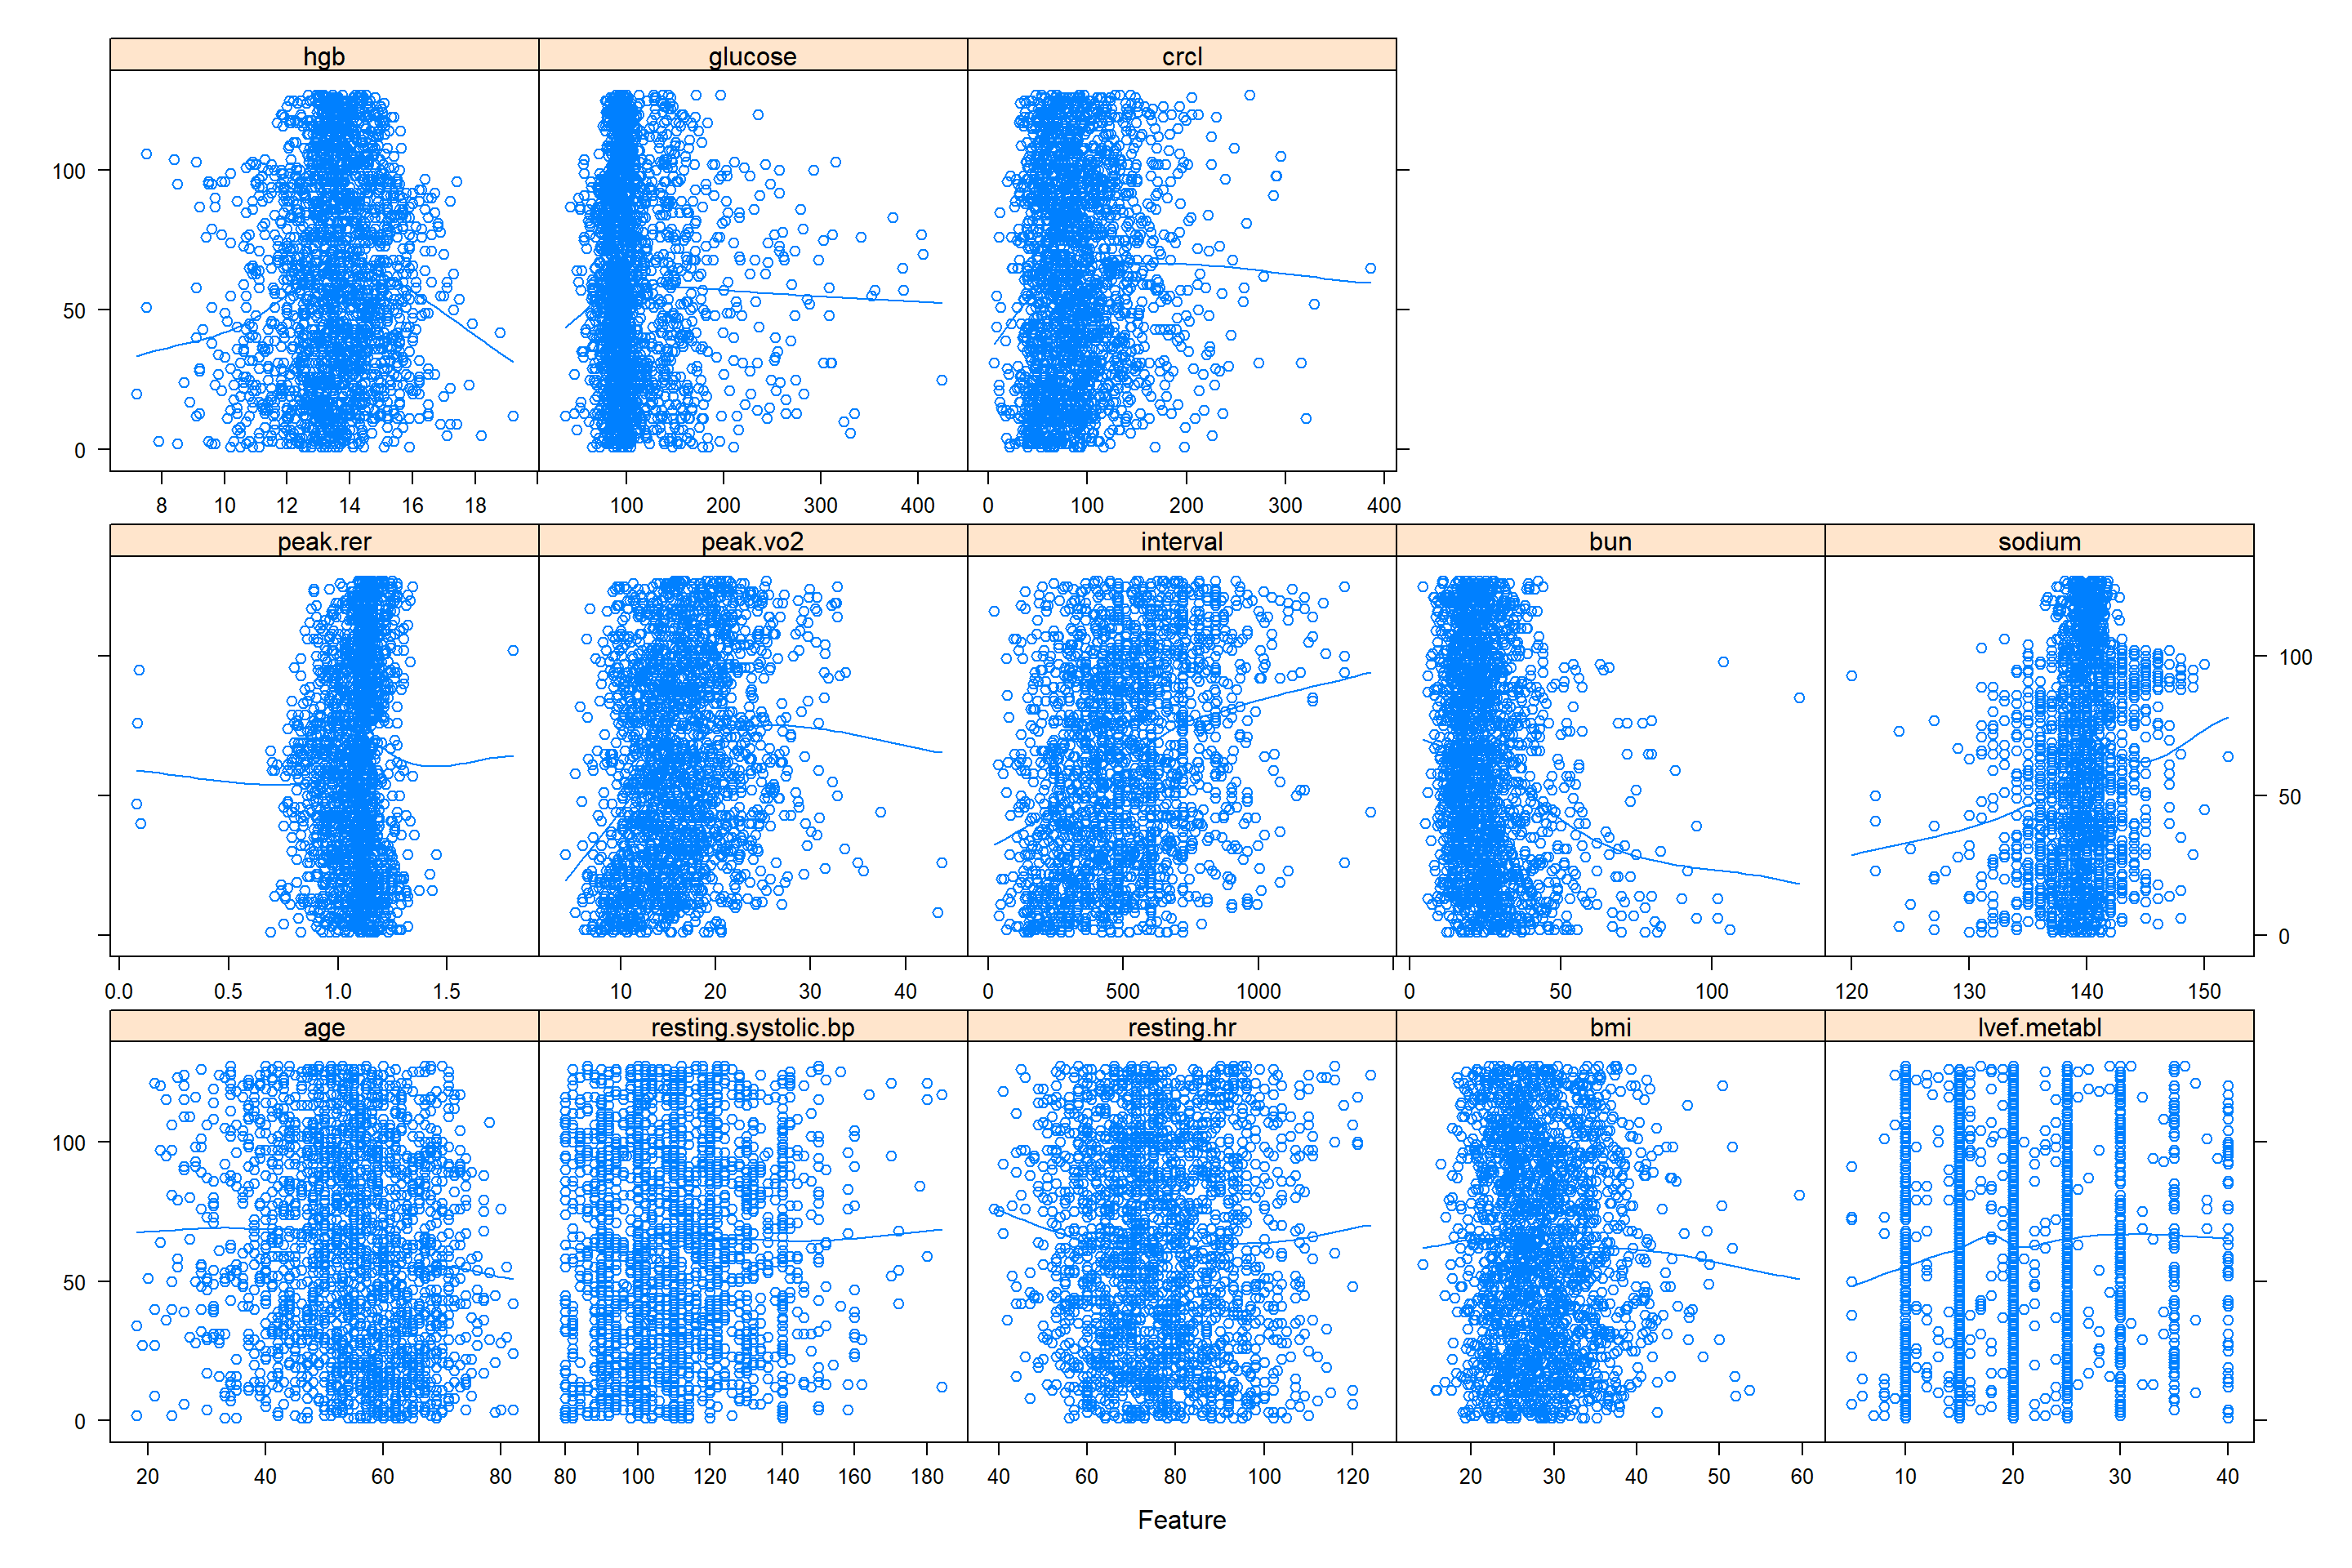 hgb glucose crcl
100
50
0
8 10 12 14 16 18 100 200 300 400 0 100 200 300 400
peak.rer peak.vo2 interval bun sodium
100
50
0
0.0 0.5 1.0 1.5 10 20 30 40 0 500 1000 0 50 100 120 130 140 150
age resting.systolic.bp resting.hr bmi lvef.metabl
100
50
0
20 40 60 80 80 100 120 140 160 180 40 60 80 100 120 20 30 40 50 60 10 20 30 40
Feature